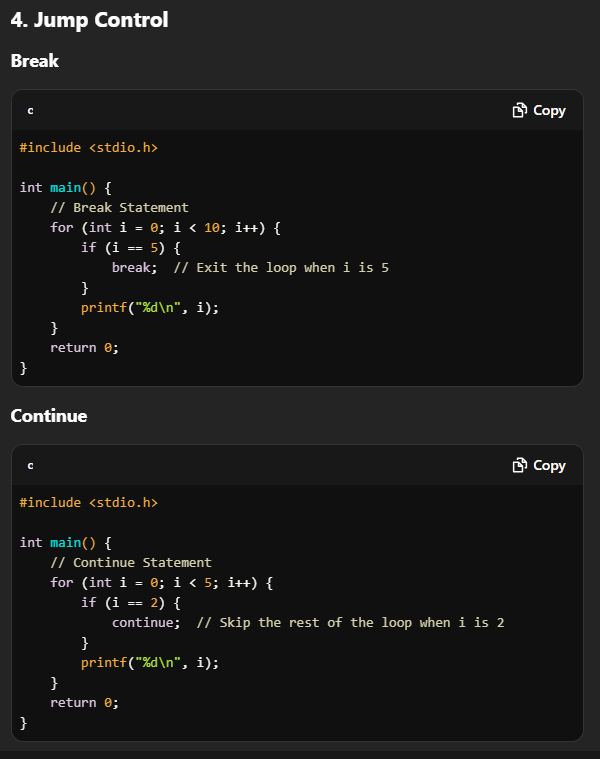 4. Jump Control
Break
c Copy
#include <stdio.h>
int main() {
    // Break Statement
    for (int i = 0; i < 10; i++) {
        if (i == 5) {
            break;  // Exit the loop when i is 5
        }
        printf("%d\n", i);
    }
    return 0;
}
Continue
c Copy
#include <stdio.h>
int main() {
    // Continue Statement
    for (int i = 0; i < 5; i++) {
        if (i == 2) {
            continue;  // Skip the rest of the loop when i is 2
        }
        printf("%d\n", i);
    }
    return 0;
}